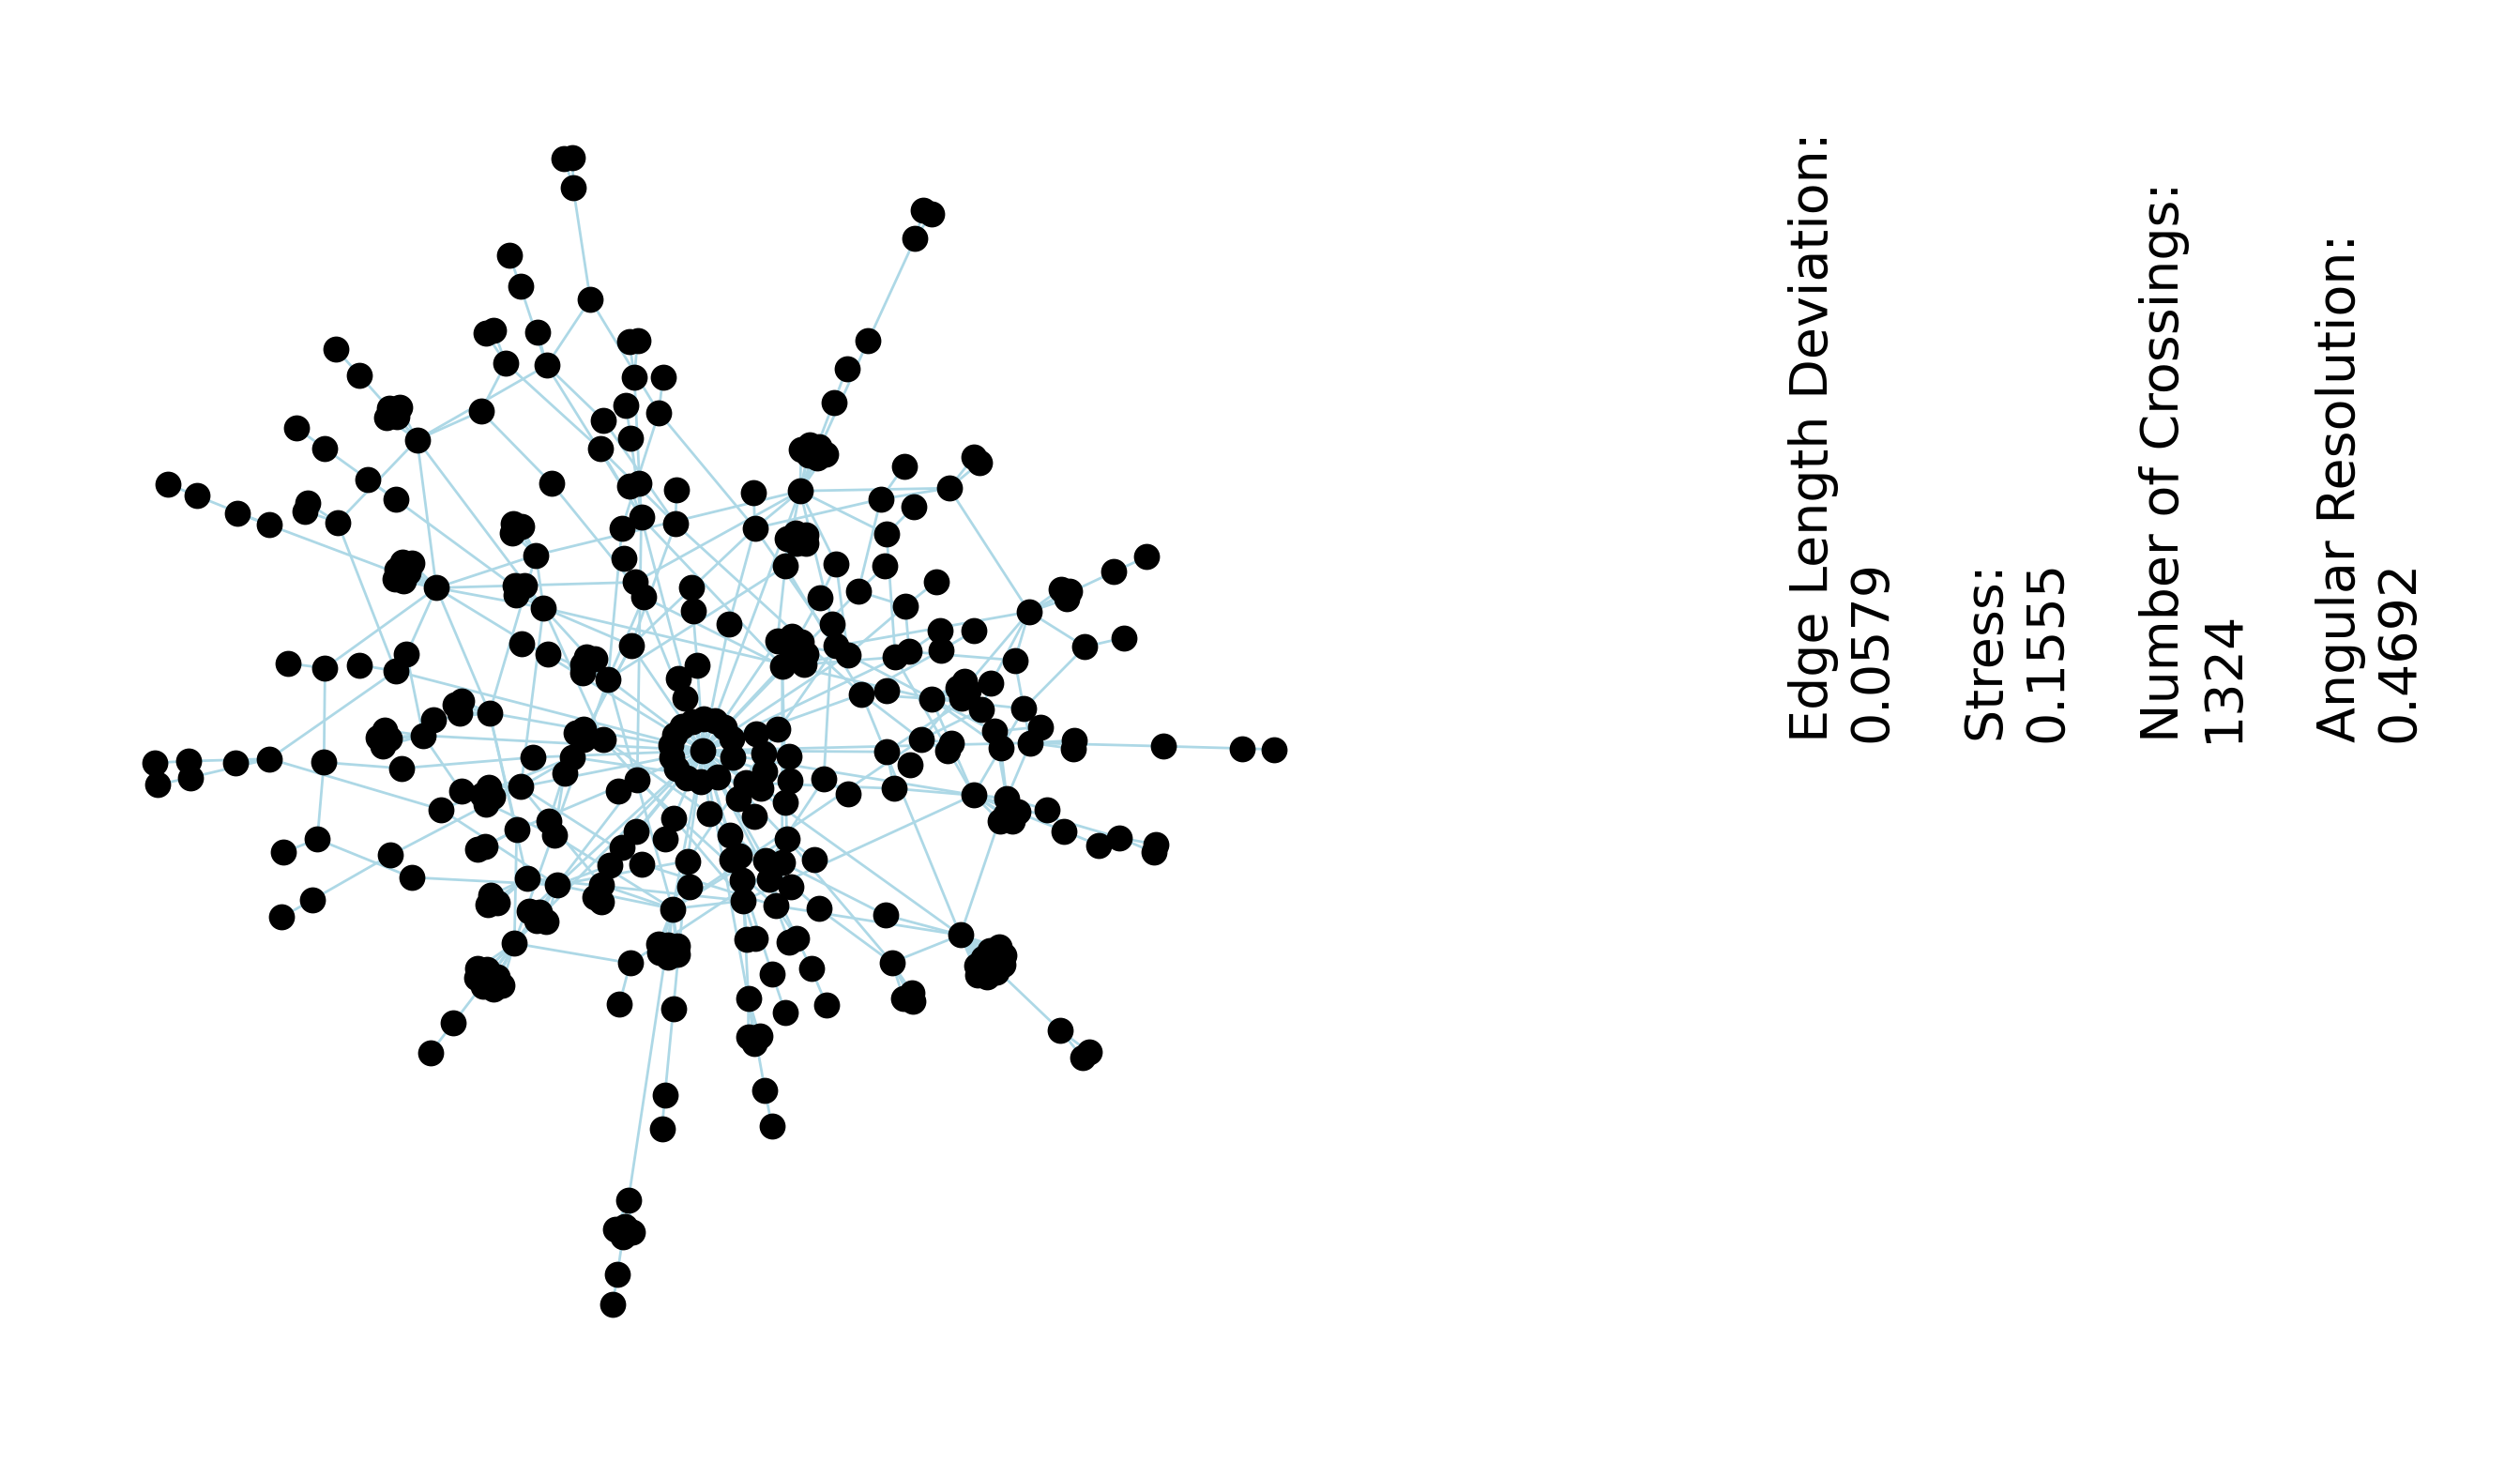 Edge Length Deviation:
0.0579
Stress:
0.1555
Number of Crossings:
1324
Angular Resolution:
0.4692